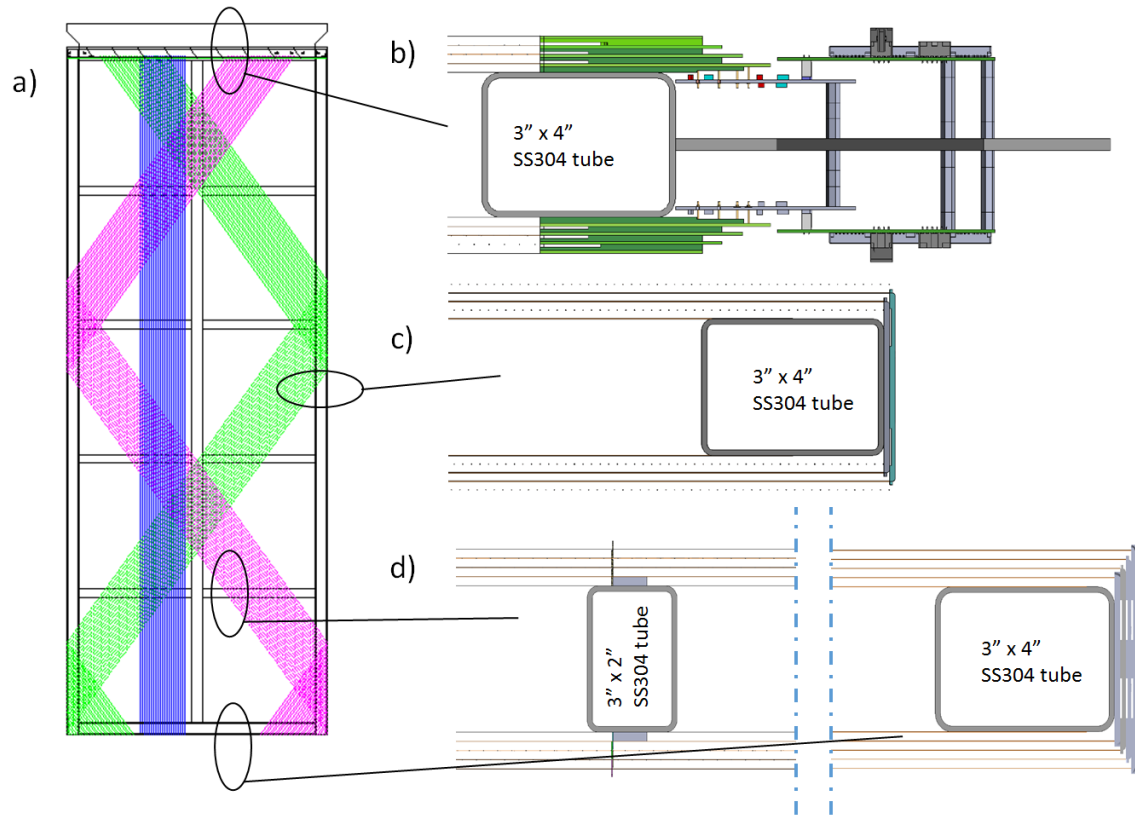 a)
b)
3” x 4”
SS304 tube
c)
3” x 4”
SS304 tube
d)
3” x 2”
SS304 tube
3” x 4”
SS304 tube